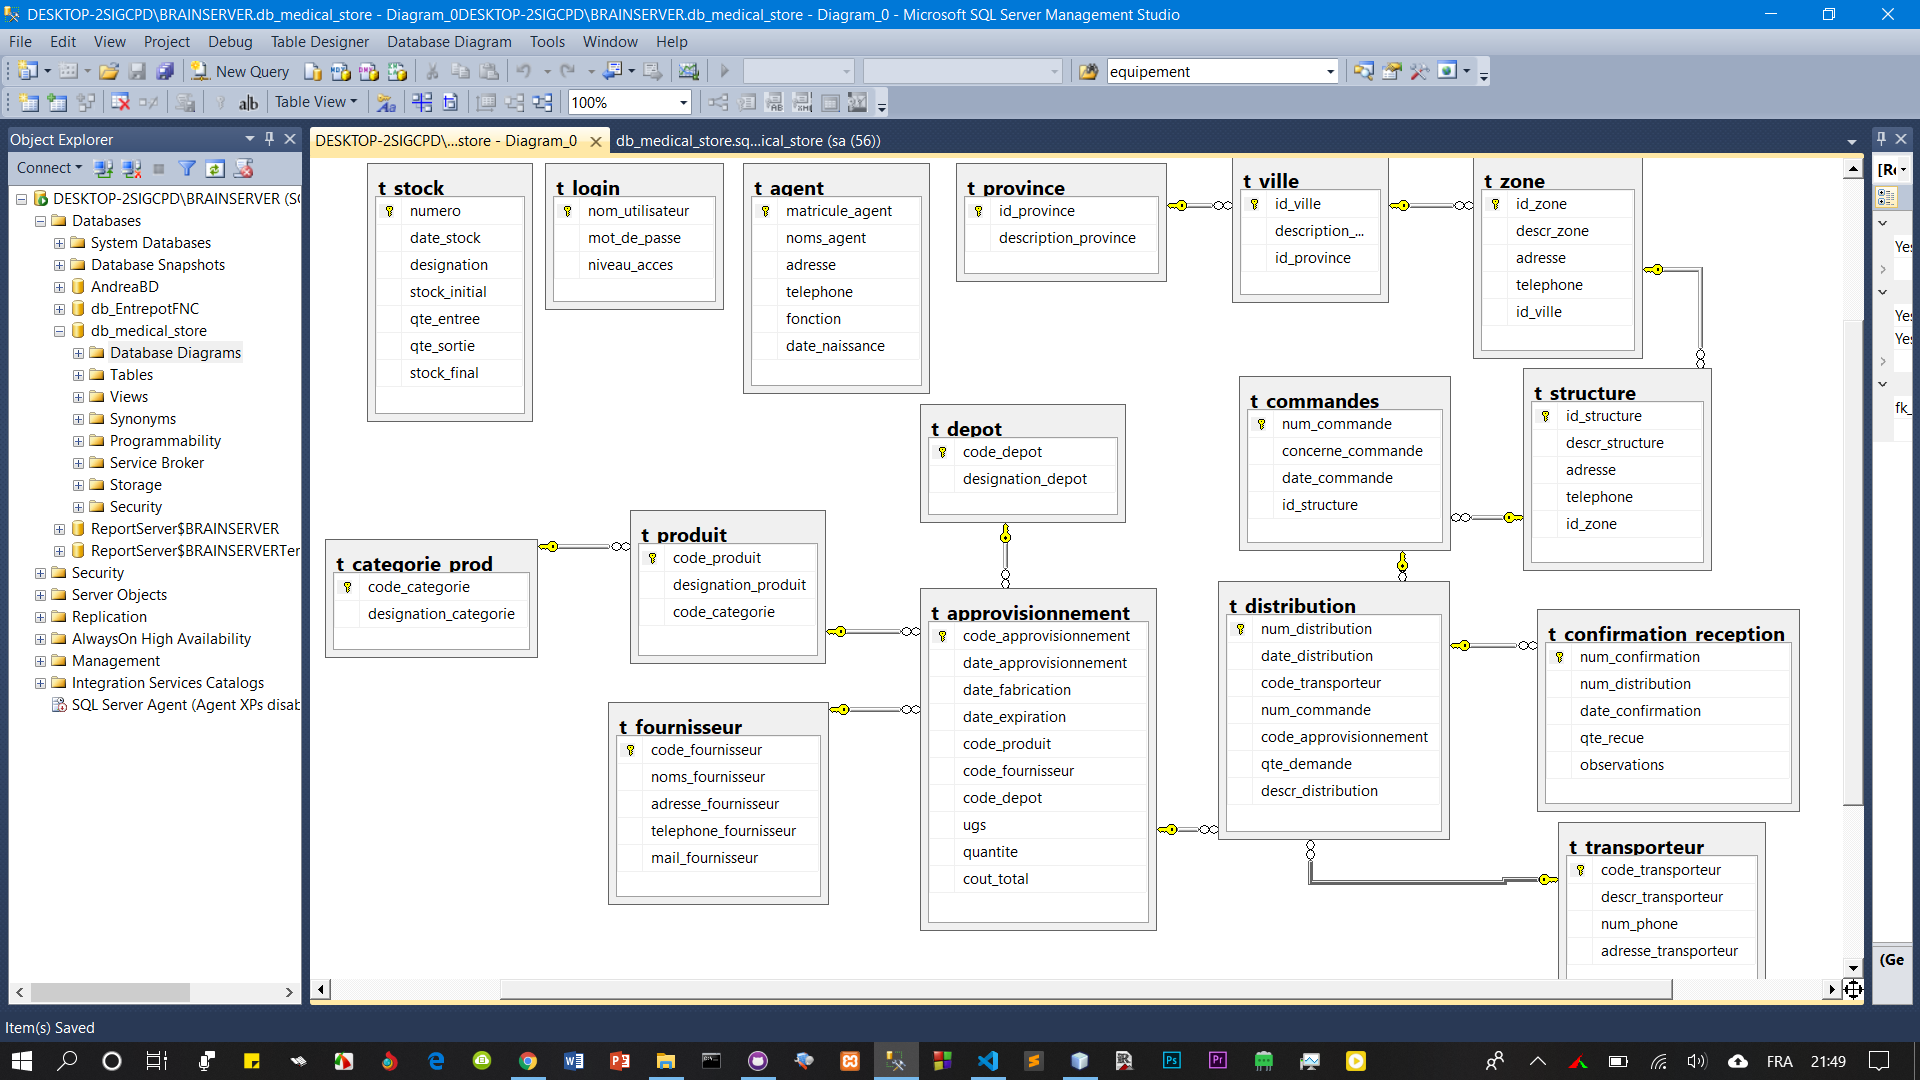 DESKTOP-2SIGCPD\BRAINSERVER.db_medical_store - Diagram_0DESKTOP-2SIGCPD\BRAINSERVER.db_medical_store - Diagram_0 - Microsoft SQL Server Management Studio
File Edit View Project Debug Table Designer Database Diagram Tools Window Help
New Query
equipement
Table View
100%
Object Explorer
Connect
DESKTOP-2SIGCPD\BRAINSERVER (SC
Databases
System Databases
Database Snapshots
AndreaBD
db_EntrepotFNC
db_medical_store
Database Diagrams
Tables
Views
Synonyms
Programmability
Service Broker
Storage
Security
ReportServer$BRAINSERVER
ReportServer$BRAINSERVERTer
Security
Server Objects
Replication
AlwaysOn High Availability
Management
Integration Services Catalogs
SQL Server Agent (Agent XPs disab
DESKTOP-2SIGCPD\...store - Diagram_0
db_medical_store.sq...ical_store (sa (56))
t_stock
numero
date_stock
designation
stock_initial
qte_entree
qte_sortie
stock_final
t_login
nom_utilisateur
mot_de_passe
niveau_acces
t_agent
matricule_agent
noms_agent
adresse
telephone
fonction
date_naissance
t_province
id_province
description_province
t_ville
id_ville
description_...
id_province
t_zone
id_zone
descr_zone
adresse
telephone
id_ville
t_depot
code_depot
designation_depot
t_commandes
num_commande
concerne_commande
date_commande
id_structure
t_structure
id_structure
descr_structure
adresse
telephone
id_zone
t_categorie_prod
code_categorie
designation_categorie
t_produit
code_produit
designation_produit
code_categorie
t_fournisseur
code_fournisseur
noms_fournisseur
adresse_fournisseur
telephone_fournisseur
mail_fournisseur
t_approvisionnement
code_approvisionnement
date_approvisionnement
date_fabrication
date_expiration
code_produit
code_fournisseur
code_depot
ugs
quantite
cout_total
t_distribution
num_distribution
date_distribution
code_transporteur
num_commande
code_approvisionnement
qte_demande
descr_distribution
t_confirmation_reception
num_confirmation
num_distribution
date_confirmation
qte_recue
observations
t_transporteur
code_transporteur
descr_transporteur
num_phone
adresse_transporteur
[Re
Yes
Yes
Yes
fk_
(Ge
Item(s) Saved
FRA 21:49